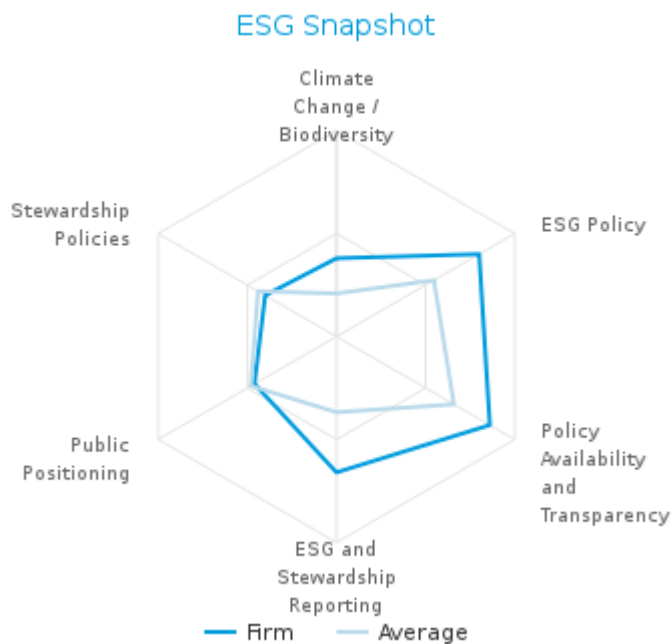 ESG Snapshot
Climate
Change /
Biodiversity
ESG Policy
Policy
Availability
and
Transparency
ESG and
Stewardship
Reporting
Public
Positioning
Stewardship
Policies
Firm
Average